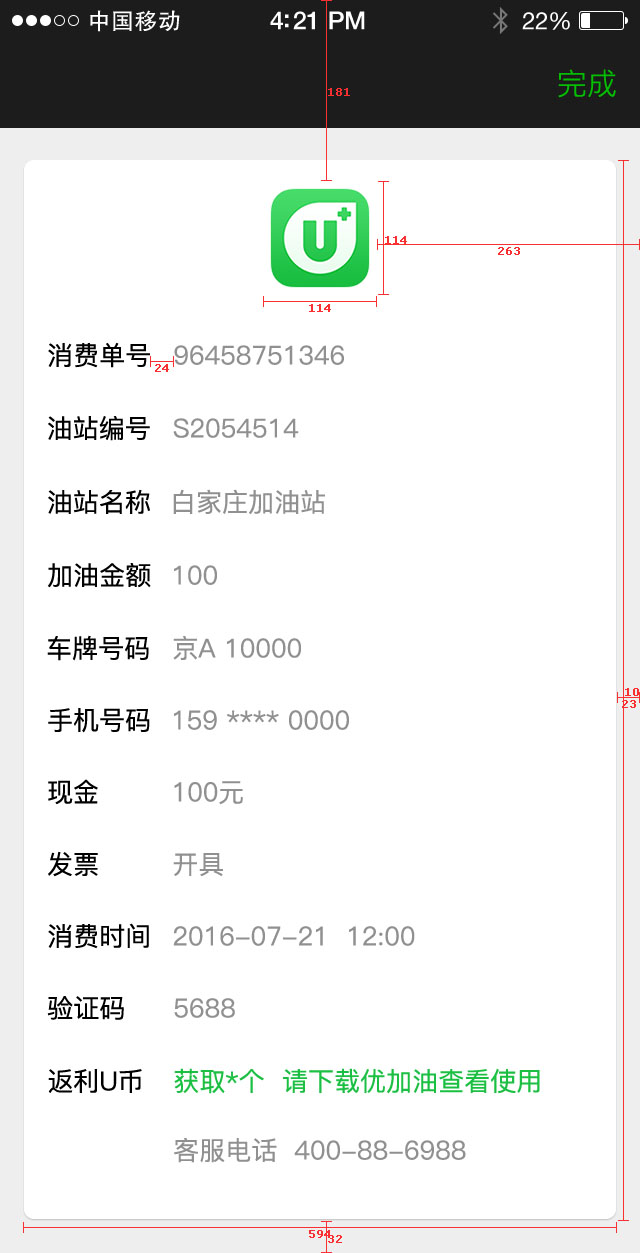 中国移动 4:21 PM 22%
完成
181
U
114
263
114
消费单号 96458751346
24
油站编号 S2054514
油站名称 白家庄加油站
加油金额 100
车牌号码 京A 10000
手机号码 159 **** 0000
10
23
现金 100元
发票 开具
消费时间 2016-07-21 12:00
验证码 5688
返利U币 获取*个 请下载优加油查看使用
客服电话 400-88-6988
594
32